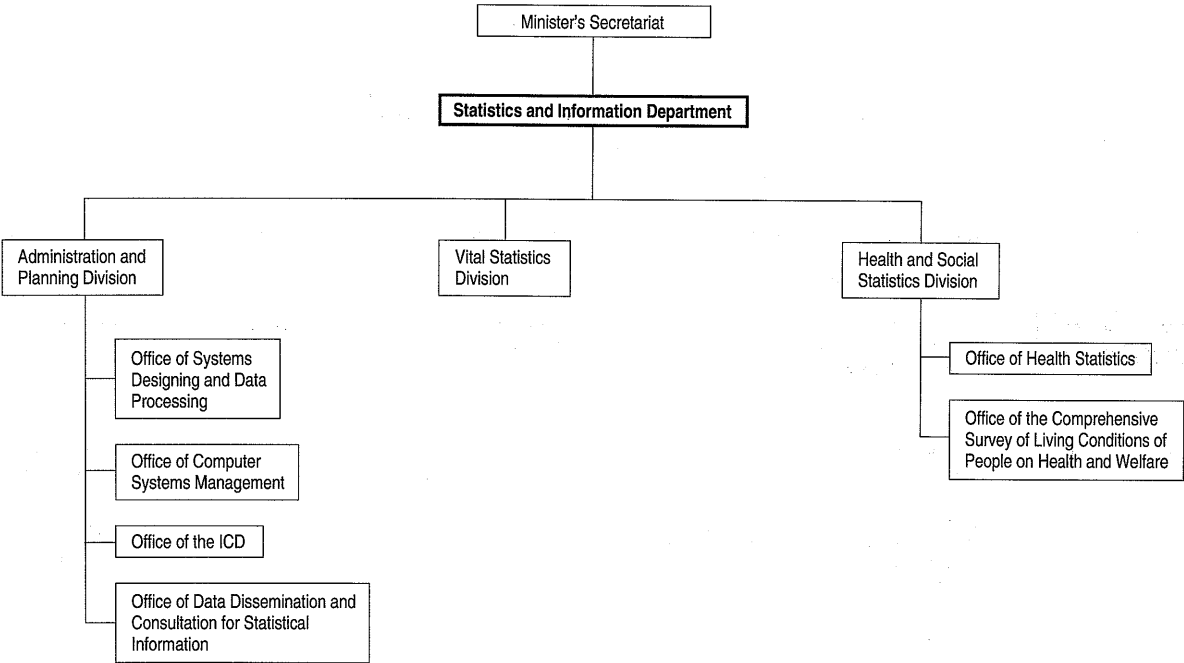 Minister's Secretariat
Statistics and Information Department
Administration and
Planning Division
Vital Statistics
Division
Health and Social
Statistics Division
Office of Systems
Designing and Data
Processing
Office of Computer
Systems Management
Office of the ICD
Office of Data Dissemination and
Consultation for Statistical
Information
Office of Health Statistics
Office of the Comprehensive
Survey of Living Conditions of
People on Health and Welfare